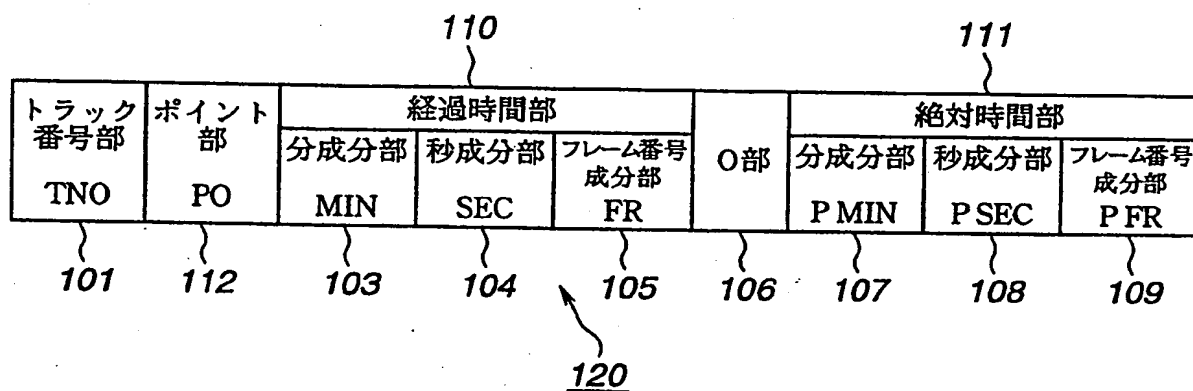 110
111
トラック
番号部
TNO
ポイント
部
PO
経過時間部
分成分部
MIN
秒成分部
SEC
フレーム番号
成分部
FR
O部
絶対時間部
分成分部
P MIN
秒成分部
P SEC
フレーム番号
成分部
P FR
101
112
103
104
105
106
107
108
109
120